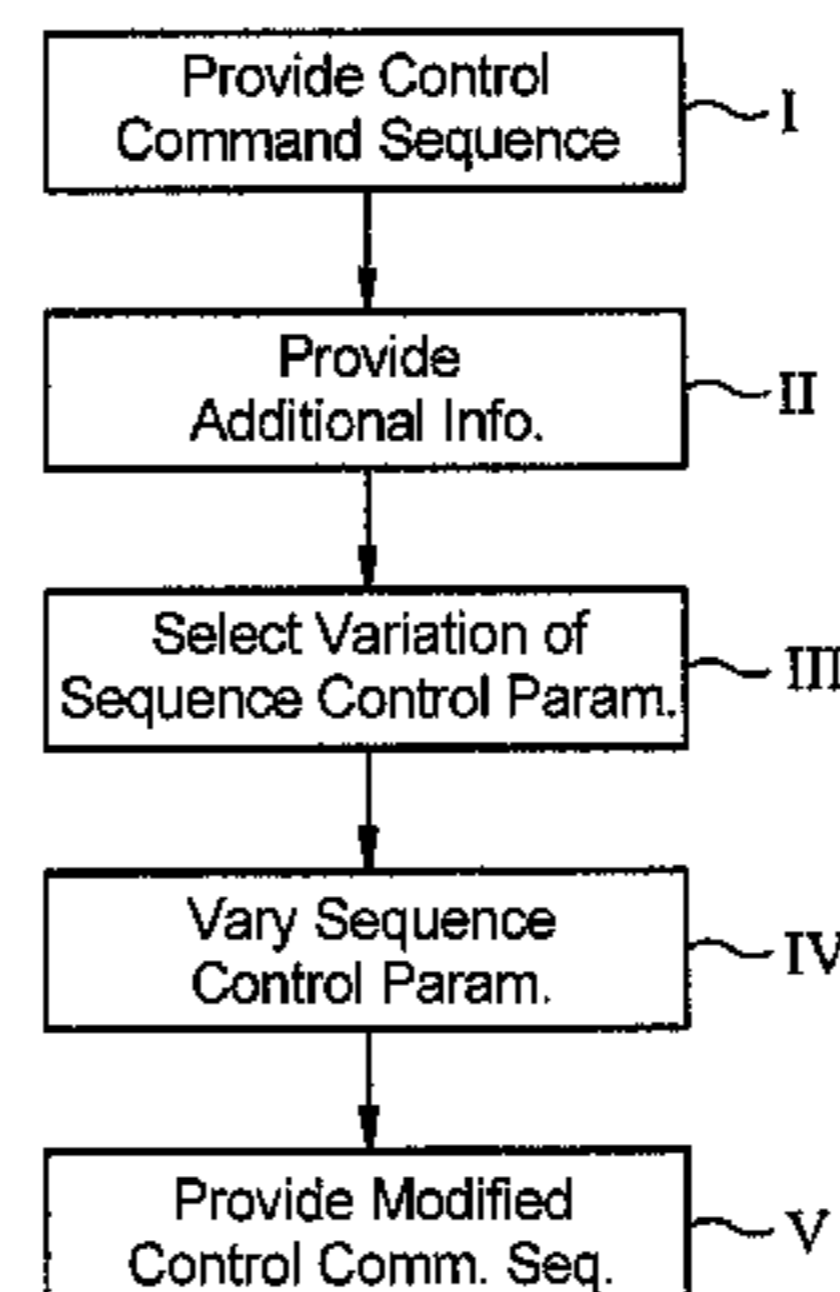 Provide Control
Command Sequence
I
Provide
Additional Info.
II
Select Variation of
Sequence Control Param.
III
Vary Sequence
Control Param.
IV
Provide Modified
Control Comm. Seq.
V